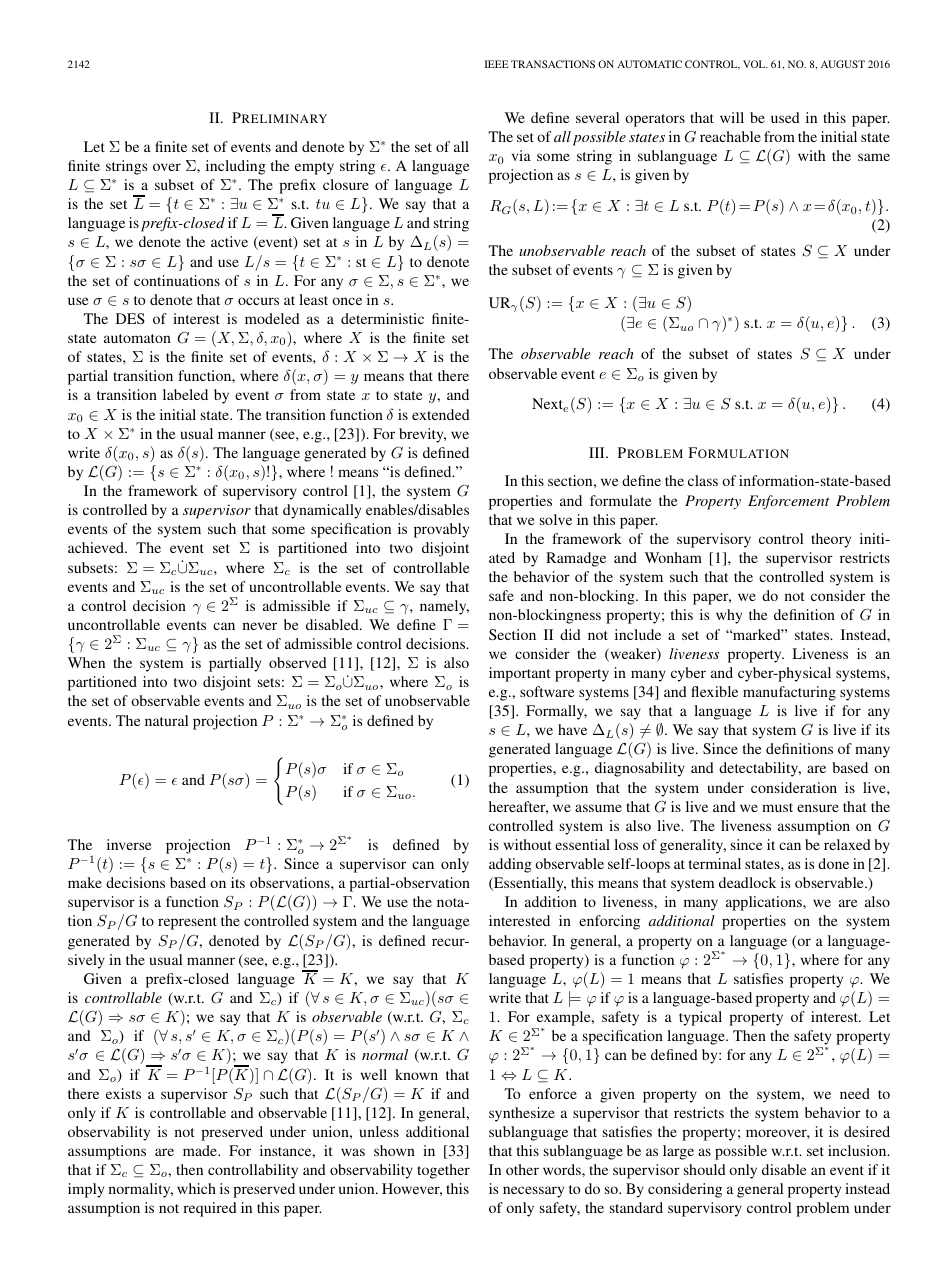 2142
IEEE TRANSACTIONS ON AUTOMATIC CONTROL, VOL. 61, NO. 8, AUGUST 2016
II. PRELIMINARY
Let Σ be a finite set of events and denote by Σ* the set of all
finite strings over Σ, including the empty string ϵ. A language
L ⊆ Σ* is a subset of Σ*. The prefix closure of language L
is the set L̅ = {t ∈ Σ* : ∃u ∈ Σ* s.t. tu ∈ L}. We say that a
language is prefix-closed if L = L̅. Given language L and string
s ∈ L, we denote the active (event) set at s in L by Δ_L(s) =
{σ ∈ Σ : sσ ∈ L} and use L/s = {t ∈ Σ* : st ∈ L} to denote
the set of continuations of s in L. For any σ ∈ Σ, s ∈ Σ*, we
use σ ∈ s to denote that σ occurs at least once in s.
The DES of interest is modeled as a deterministic finite-
state automaton G = (X, Σ, δ, x₀), where X is the finite set
of states, Σ is the finite set of events, δ : X × Σ → X is the
partial transition function, where δ(x, σ) = y means that there
is a transition labeled by event σ from state x to state y, and
x₀ ∈ X is the initial state. The transition function δ is extended
to X × Σ* in the usual manner (see, e.g., [23]). For brevity, we
write δ(x₀, s) as δ(s). The language generated by G is defined
by ℒ(G) := {s ∈ Σ* : δ(x₀, s)!}, where ! means “is defined.”
In the framework of supervisory control [1], the system G
is controlled by a supervisor that dynamically enables/disables
events of the system such that some specification is provably
achieved. The event set Σ is partitioned into two disjoint
subsets: Σ = Σ_c ∪̇ Σ_uc, where Σ_c is the set of controllable
events and Σ_uc is the set of uncontrollable events. We say that
a control decision γ ∈ 2^Σ is admissible if Σ_uc ⊆ γ, namely,
uncontrollable events can never be disabled. We define Γ =
{γ ∈ 2^Σ : Σ_uc ⊆ γ} as the set of admissible control decisions.
When the system is partially observed [11], [12], Σ is also
partitioned into two disjoint sets: Σ = Σ_o ∪̇ Σ_uo, where Σ_o is
the set of observable events and Σ_uo is the set of unobservable
events. The natural projection P : Σ* → Σ_o* is defined by
P(ϵ) = ϵ and P(sσ) = { P(s)σ if σ ∈ Σ_o
P(s) if σ ∈ Σ_uo. (1)
The inverse projection P⁻¹ : Σ_o* → 2^Σ* is defined by
P⁻¹(t) := {s ∈ Σ* : P(s) = t}. Since a supervisor can only
make decisions based on its observations, a partial-observation
supervisor is a function S_P : P(ℒ(G)) → Γ. We use the nota-
tion S_P/G to represent the controlled system and the language
generated by S_P/G, denoted by ℒ(S_P/G), is defined recur-
sively in the usual manner (see, e.g., [23]).
Given a prefix-closed language K̅ = K, we say that K
is controllable (w.r.t. G and Σ_c) if (∀ s ∈ K, σ ∈ Σ_uc)(sσ ∈
ℒ(G) ⇒ sσ ∈ K); we say that K is observable (w.r.t. G, Σ_c
and Σ_o) if (∀ s, s′ ∈ K, σ ∈ Σ_c)(P(s) = P(s′) ∧ sσ ∈ K ∧
s′σ ∈ ℒ(G) ⇒ s′σ ∈ K); we say that K is normal (w.r.t. G
and Σ_o) if K̅ = P⁻¹[P(K̅)] ∩ ℒ(G). It is well known that
there exists a supervisor S_P such that ℒ(S_P/G) = K if and
only if K is controllable and observable [11], [12]. In general,
observability is not preserved under union, unless additional
assumptions are made. For instance, it was shown in [33]
that if Σ_c ⊆ Σ_o, then controllability and observability together
imply normality, which is preserved under union. However, this
assumption is not required in this paper.
We define several operators that will be used in this paper.
The set of all possible states in G reachable from the initial state
x₀ via some string in sublanguage L ⊆ ℒ(G) with the same
projection as s ∈ L, is given by
R_G(s, L) := {x ∈ X : ∃t ∈ L s.t. P(t) = P(s) ∧ x = δ(x₀, t)}.
(2)
The unobservable reach of the subset of states S ⊆ X under
the subset of events γ ⊆ Σ is given by
UR_γ(S) := {x ∈ X : (∃u ∈ S)
(∃e ∈ (Σ_uo ∩ γ)*) s.t. x = δ(u, e)} . (3)
The observable reach of the subset of states S ⊆ X under
observable event e ∈ Σ_o is given by
Next_e(S) := {x ∈ X : ∃u ∈ S s.t. x = δ(u, e)} . (4)
III. PROBLEM FORMULATION
In this section, we define the class of information-state-based
properties and formulate the Property Enforcement Problem
that we solve in this paper.
In the framework of the supervisory control theory initi-
ated by Ramadge and Wonham [1], the supervisor restricts
the behavior of the system such that the controlled system is
safe and non-blocking. In this paper, we do not consider the
non-blockingness property; this is why the definition of G in
Section II did not include a set of “marked” states. Instead,
we consider the (weaker) liveness property. Liveness is an
important property in many cyber and cyber-physical systems,
e.g., software systems [34] and flexible manufacturing systems
[35]. Formally, we say that a language L is live if for any
s ∈ L, we have Δ_L(s) ≠ ∅. We say that system G is live if its
generated language ℒ(G) is live. Since the definitions of many
properties, e.g., diagnosability and detectability, are based on
the assumption that the system under consideration is live,
hereafter, we assume that G is live and we must ensure that the
controlled system is also live. The liveness assumption on G
is without essential loss of generality, since it can be relaxed by
adding observable self-loops at terminal states, as is done in [2].
(Essentially, this means that system deadlock is observable.)
In addition to liveness, in many applications, we are also
interested in enforcing additional properties on the system
behavior. In general, a property on a language (or a language-
based property) is a function φ : 2^Σ* → {0, 1}, where for any
language L, φ(L) = 1 means that L satisfies property φ. We
write that L ⊨ φ if φ is a language-based property and φ(L) =
1. For example, safety is a typical property of interest. Let
K ∈ 2^Σ* be a specification language. Then the safety property
φ : 2^Σ* → {0, 1} can be defined by: for any L ∈ 2^Σ*, φ(L) =
1 ⇔ L ⊆ K.
To enforce a given property on the system, we need to
synthesize a supervisor that restricts the system behavior to a
sublanguage that satisfies the property; moreover, it is desired
that this sublanguage be as large as possible w.r.t. set inclusion.
In other words, the supervisor should only disable an event if it
is necessary to do so. By considering a general property instead
of only safety, the standard supervisory control problem under